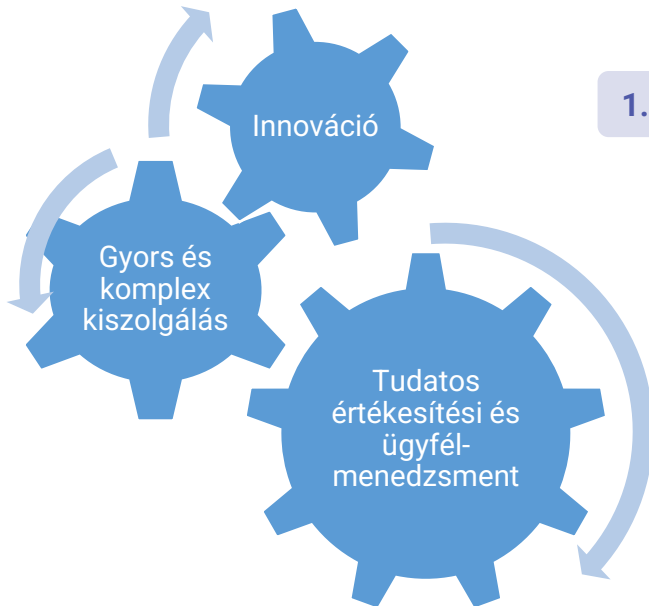 Innováció
1.
Gyors és
komplex
kiszolgálás
Tudatos
értékesítési és
ügyfél-
menedzsment